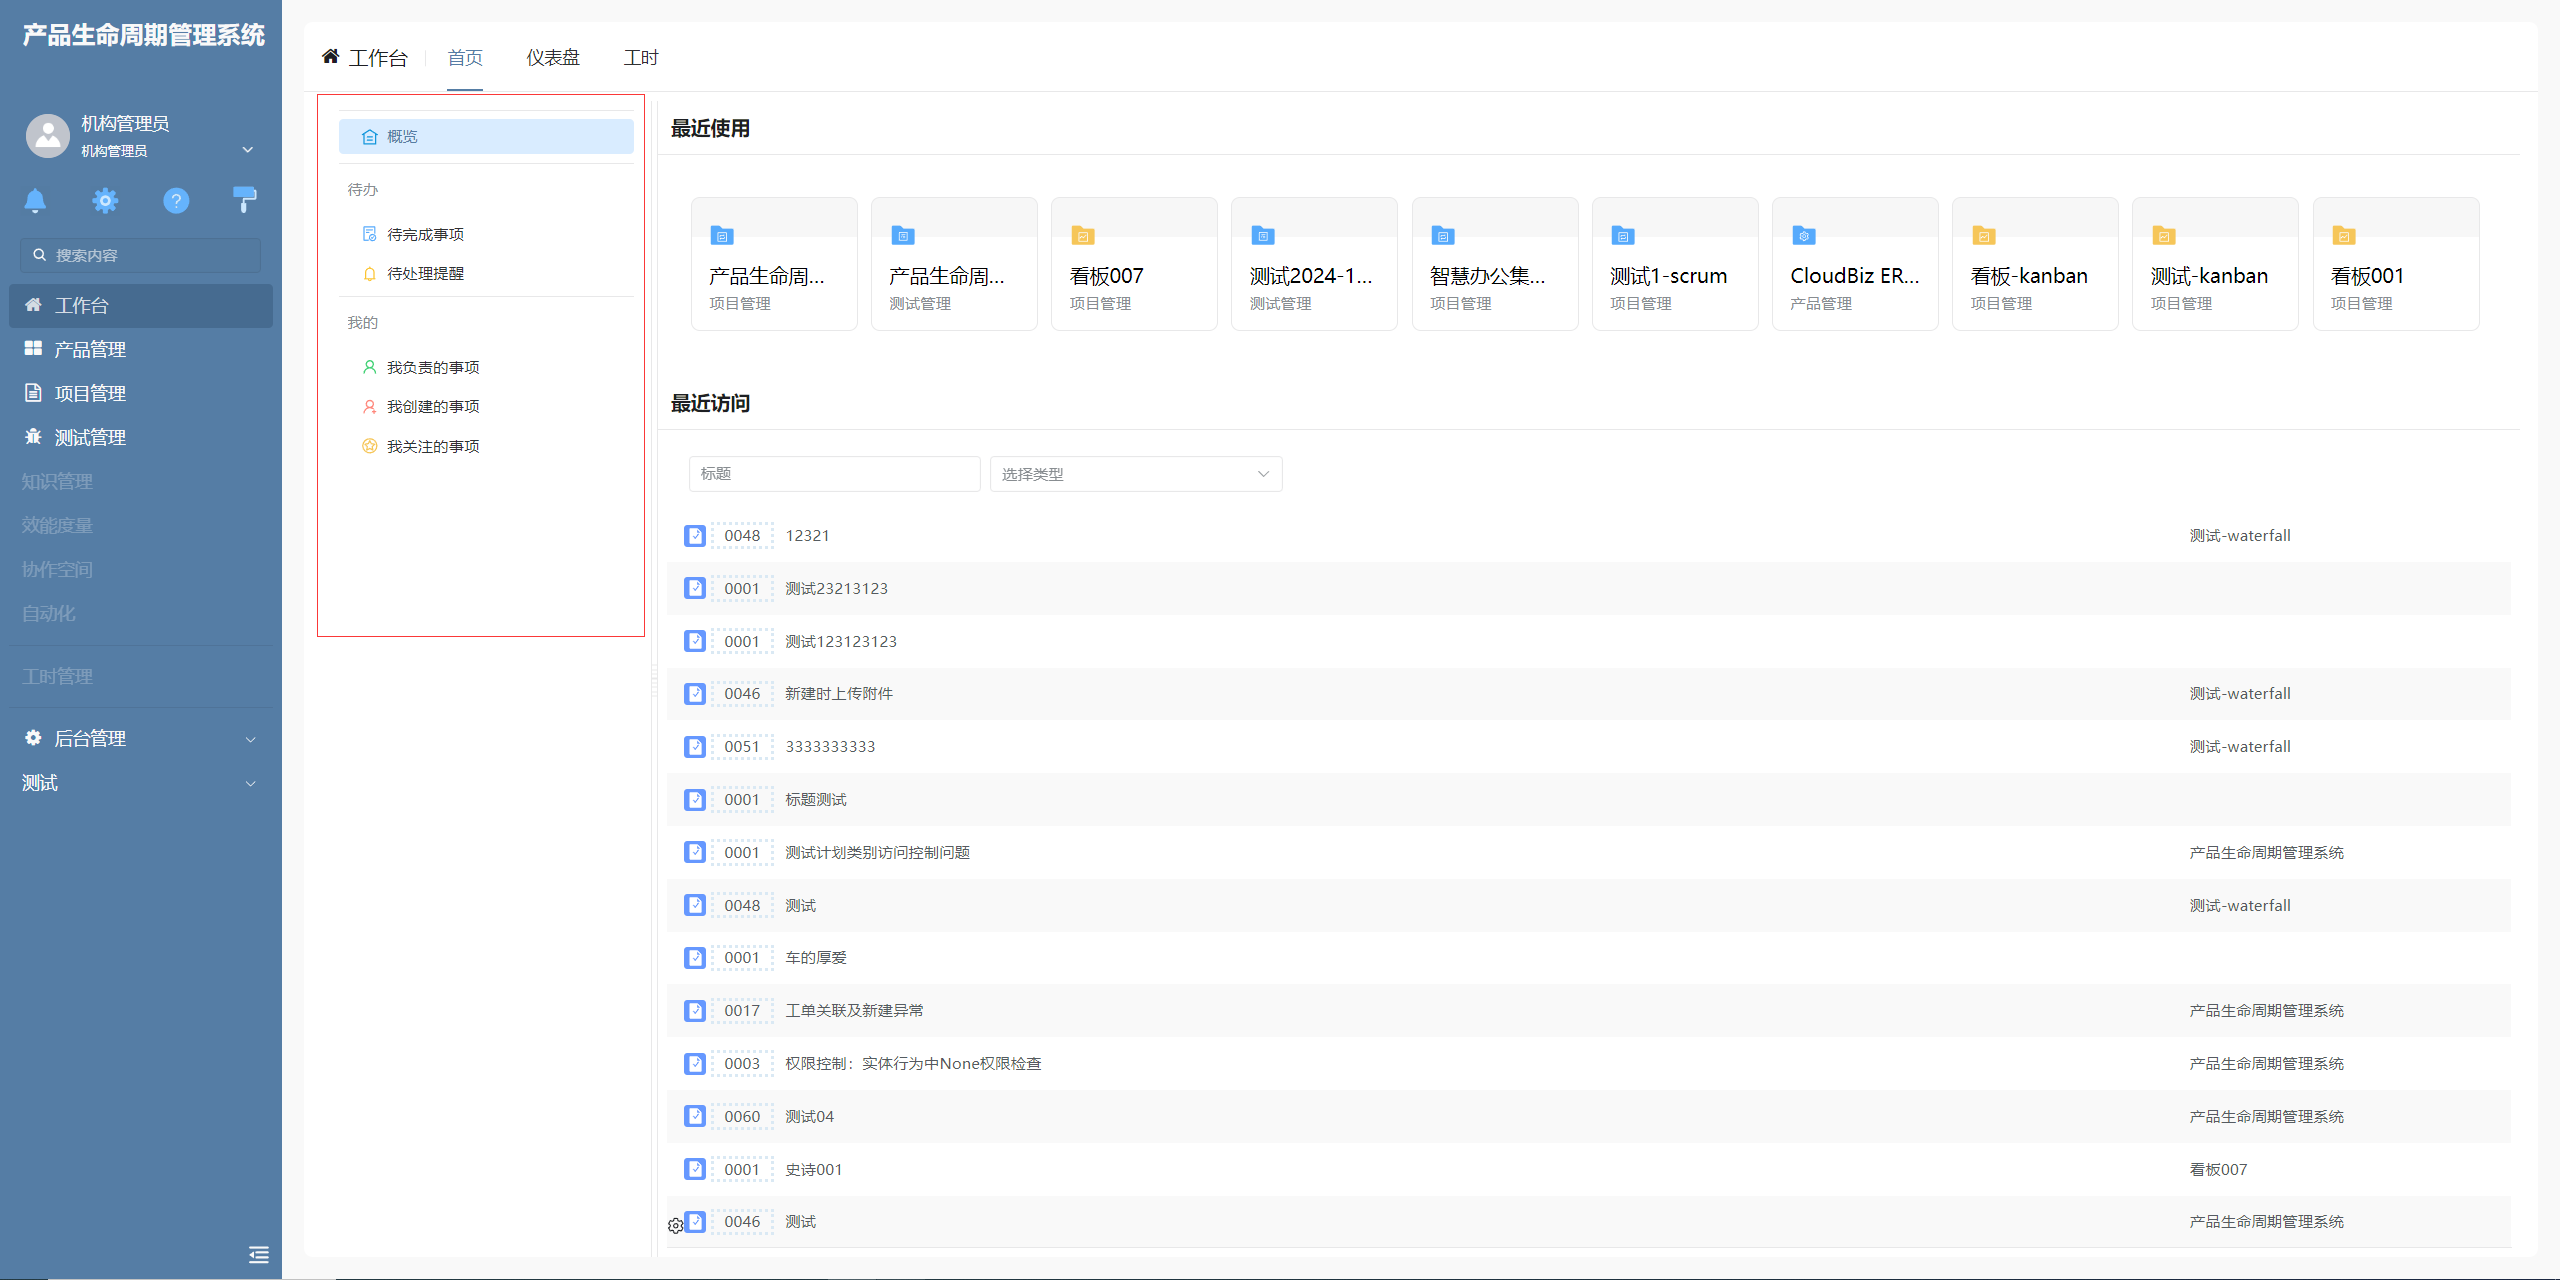 产品生命周期管理系统
机构管理员
机构管理员
搜索内容
工作台
产品管理
项目管理
测试管理
知识管理
效能度量
协作空间
自动化
工时管理
后台管理
测试
工作台 首页 仪表盘 工时
概览
待办
待完成事项
待处理提醒
我的
我负责的事项
我创建的事项
我关注的事项
最近使用
产品生命周...
项目管理
产品生命周...
测试管理
看板007
项目管理
测试2024-1...
测试管理
智慧办公集...
项目管理
测试1-scrum
项目管理
CloudBiz ER...
产品管理
看板-kanban
项目管理
测试-kanban
项目管理
看板001
项目管理
最近访问
标题 选择类型
0048 12321 测试-waterfall
0001 测试23213123
0001 测试123123123
0046 新建时上传附件 测试-waterfall
0051 3333333333 测试-waterfall
0001 标题测试
0001 测试计划类别访问控制问题 产品生命周期管理系统
0048 测试 测试-waterfall
0001 车的厚爱
0017 工单关联及新建异常 产品生命周期管理系统
0003 权限控制：实体行为中None权限检查 产品生命周期管理系统
0060 测试04 产品生命周期管理系统
0001 史诗001 看板007
0046 测试 产品生命周期管理系统